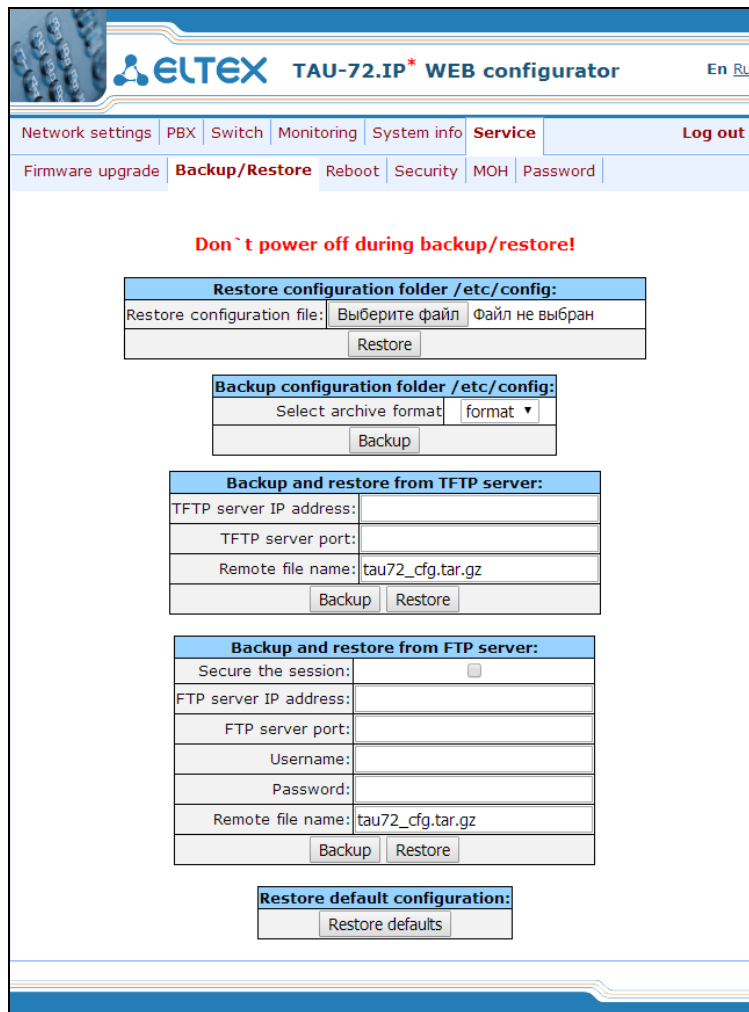 ELTEX TAU-72.IP* WEB configurator En Ru
Network settings PBX Switch Monitoring System info Service Log out
Firmware upgrade Backup/Restore Reboot Security MOH Password
Don`t power off during backup/restore!
Restore configuration folder /etc/config:
Restore configuration file: Выберите файл Файл не выбран
Restore
Backup configuration folder /etc/config:
Select archive format format
Backup
Backup and restore from TFTP server:
TFTP server IP address:
TFTP server port:
Remote file name: tau72_cfg.tar.gz
Backup Restore
Backup and restore from FTP server:
Secure the session:
FTP server IP address:
FTP server port:
Username:
Password:
Remote file name: tau72_cfg.tar.gz
Backup Restore
Restore default configuration:
Restore defaults